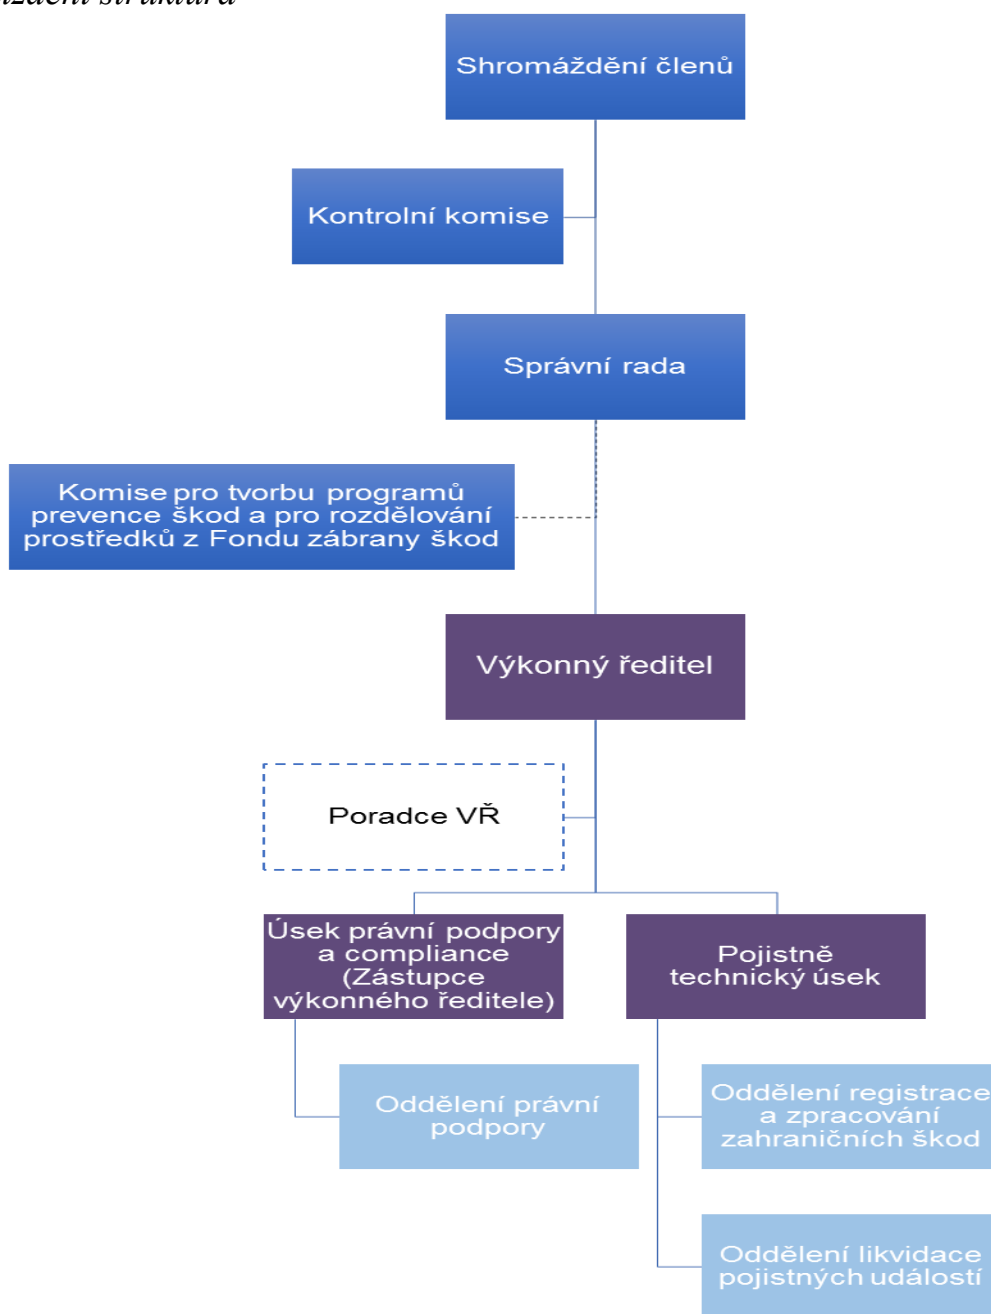 struktura
Shromáždění členů
Kontrolní komise
Správní rada
Komise pro tvorbu programů
prevence škod a pro rozdělování
prostředků z Fondu zábrany škod
Výkonný ředitel
Poradce VŘ
Úsek právní podpory
a compliance
(Zástupce
výkonného ředitele)
Pojistně
technický úsek
Oddělení právní
podpory
Oddělení registrace
a zpracování
zahraničních škod
Oddělení likvidace
pojistných událostí